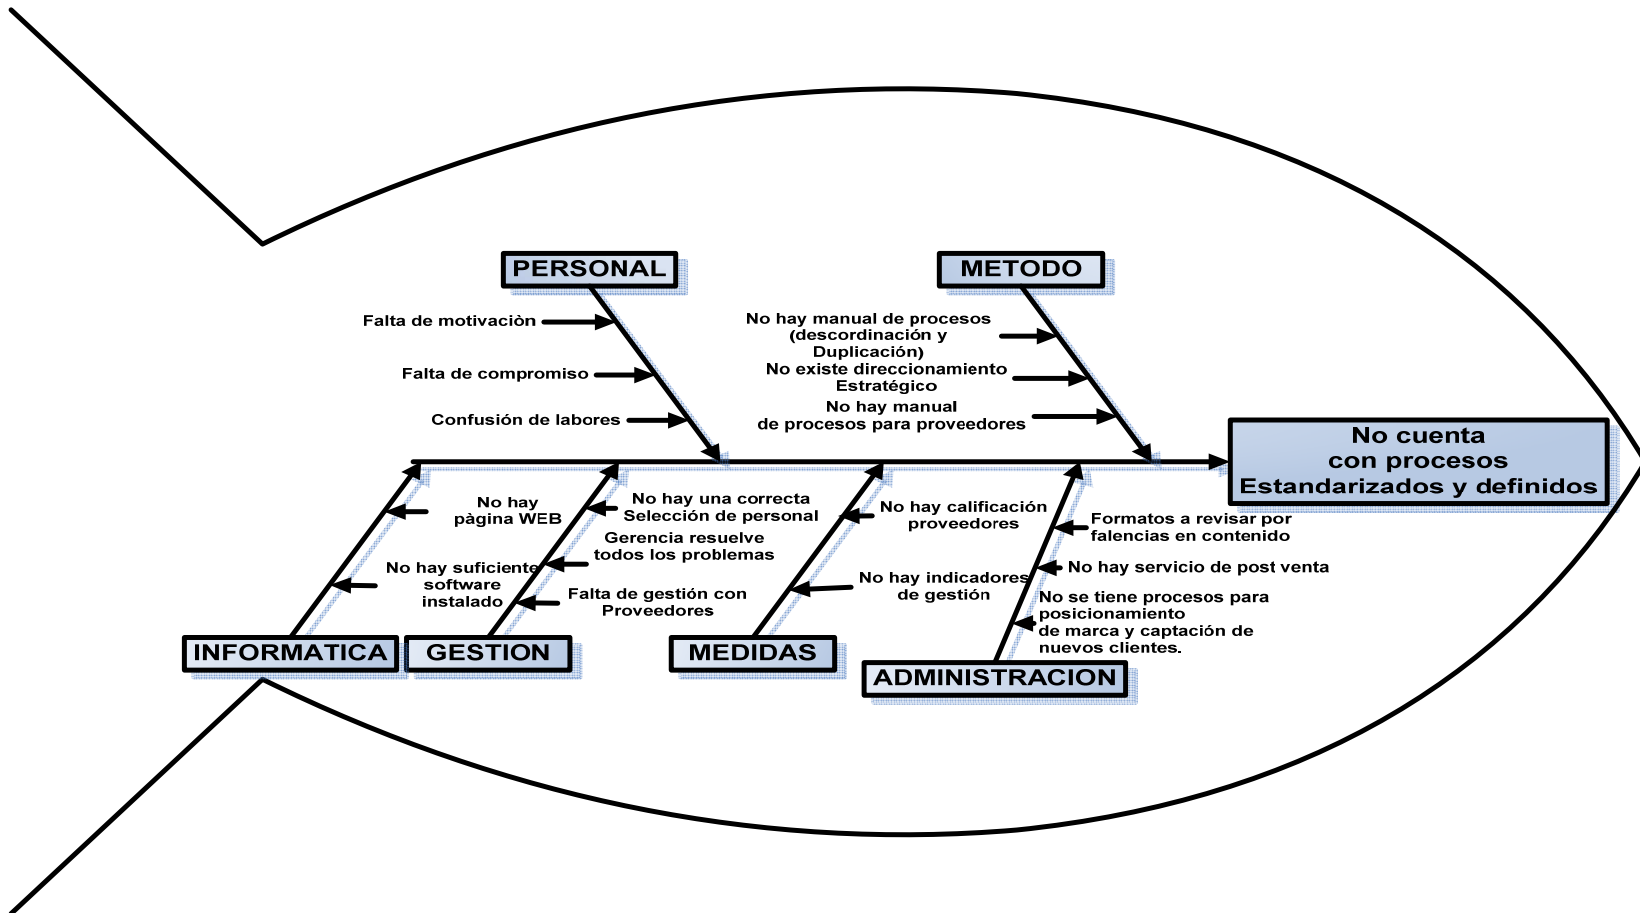 PERSONAL
Falta de motivaciòn
Falta de compromiso
Confusión de labores
METODO
No hay manual de procesos
(descordinación y
Duplicación)
No existe direccionamiento
Estratégico
No hay manual
de procesos para proveedores
No cuenta
con procesos
Estandarizados y definidos
No hay
pàgina WEB
No hay suficiente
software
instalado
INFORMATICA
No hay una correcta
Selección de personal
Gerencia resuelve
todos los problemas
Falta de gestión con
Proveedores
GESTION
No hay calificación
proveedores
No hay indicadores
de gestión
MEDIDAS
Formatos a revisar por
falencias en contenido
No hay servicio de post venta
No se tiene procesos para
posicionamiento
de marca y captación de
nuevos clientes.
ADMINISTRACION